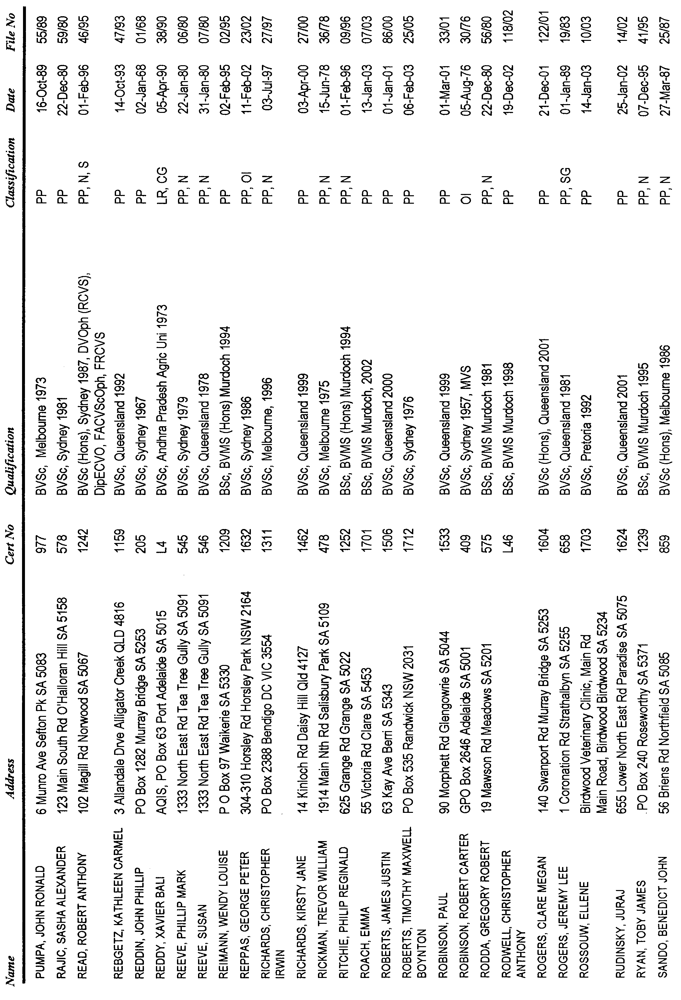 Name Address Cert No Qualification Classification Date File No
PUMPA, JOHN RONALD 6 Munro Ave Sefton Pk SA 5083 977 BVSc, Melbourne 1973 PP 16-Oct-89 55/89
RAJIC, SASHA ALEXANDER 123 Main South Rd O'Halloran Hill SA 5158 578 BVSc, Sydney 1981 PP 22-Dec-80 59/80
READ, ROBERT ANTHONY 102 Magill Rd Norwood SA 5067 1242 BVSc (Hons), Sydney 1987, DVOph (RCVS), PP, N, S 01-Feb-96 46/95
DipECVO, FACVScOph, FRCVS
REBGETZ, KATHLEEN CARMEL 3 Allandale Drve Alligator Creek QLD 4816 1159 BVSc, Queensland 1992 PP 14-Oct-93 47/93
REDDIN, JOHN PHILLIP PO Box 1282 Murray Bridge SA 5253 205 BVSc, Sydney 1967 PP 02-Jan-68 01/68
REDDY, XAVIER BALI AQIS, PO Box 63 Port Adelaide SA 5015 L4 BVSc, Andhra Pradesh Agric Uni 1973 LR, CG 05-Apr-90 38/90
REEVE, PHILLIP MARK 1333 North East Rd Tea Tree Gully SA 5091 545 BVSc, Sydney 1979 PP, N 22-Jan-80 06/80
REEVE, SUSAN 1333 North East Rd Tea Tree Gully SA 5091 546 BVSc, Queensland 1978 PP, N 31-Jan-80 07/80
REIMANN, WENDY LOUISE P O Box 97 Waikerie SA 5330 1209 BSc, BVMS (Hons) Murdoch 1994 PP 02-Feb-95 02/95
REPPAS, GEORGE PETER 304-310 Horsley Rd Horsley Park NSW 2164 1632 BVSc, Sydney 1986 PP, OI 11-Feb-02 23/02
RICHARDS, CHRISTOPHER PO Box 2388 Bendigo DC VIC 3554 1311 BVSc, Melbourne, 1996 PP, N 03-Jul-97 27/97
IRWIN
RICHARDS, KIRSTY JANE 14 Kinloch Rd Daisy Hill Qld 4127 1462 BVSc, Queensland 1999 PP 03-Apr-00 27/00
RICKMAN, TREVOR WILLIAM 1914 Main Nth Rd Salisbury Park SA 5109 478 BVSc, Melbourne 1975 PP, N 15-Jun-78 36/78
RITCHIE, PHILIP REGINALD 625 Grange Rd Grange SA 5022 1252 BSc, BVMS (Hons) Murdoch 1994 PP, N 01-Feb-96 09/96
ROACH, EMMA 55 Victoria Rd Clare SA 5453 1701 BSc, BVMS Murdoch, 2002 PP 13-Jan-03 07/03
ROBERTS, JAMES JUSTIN 63 Kay Ave Berri SA 5343 1506 BVSc, Queensland 2000 PP 01-Jan-01 86/00
ROBERTS, TIMOTHY MAXWELL PO Box 535 Randwick NSW 2031 1712 BVSc, Sydney 1976 PP 06-Feb-03 25/05
BOYNTON
ROBINSON, PAUL 90 Morphett Rd Glengowrie SA 5044 1533 BVSc, Queensland 1999 PP 01-Mar-01 33/01
ROBINSON, ROBERT CARTER GPO Box 2646 Adelaide SA 5001 409 BVSc, Sydney 1957, MVS OI 05-Aug-76 30/76
RODDA, GREGORY ROBERT 19 Mawson Rd Meadows SA 5201 575 BSc, BVMS Murdoch 1981 PP, N 22-Dec-80 56/80
RODWELL, CHRISTOPHER L46 BSc, BVMS Murdoch 1998 PP 19-Dec-02 118/02
ANTHONY
ROGERS, CLARE MEGAN 140 Swanport Rd Murray Bridge SA 5253 1604 BVSc (Hons), Queensland 2001 PP 21-Dec-01 122/01
ROGERS, JEREMY LEE 1 Coronation Rd Strathalbyn SA 5255 658 BVSc, Queensland 1981 PP, SG 01-Jan-89 19/83
ROSSOUW, ELLENE Birdwood Veterinary Clinic, Main Rd 1703 BVSc, Pretoria 1992 PP 14-Jan-03 10/03
Main Road, Birdwood Birdwood SA 5234
RUDINSKY, JURAJ 655 Lower North East Rd Paradise SA 5075 1624 BVSc, Queensland 2001 PP 25-Jan-02 14/02
RYAN, TOBY JAMES PO Box 240 Roseworthy SA 5371 1239 BSc, BVMS Murdoch 1995 PP, N 07-Dec-95 41/95
SANDO, BENEDICT JOHN 56 Briens Rd Northfield SA 5085 859 BVSc (Hons), Melbourne 1986 PP, N 27-Mar-87 25/87